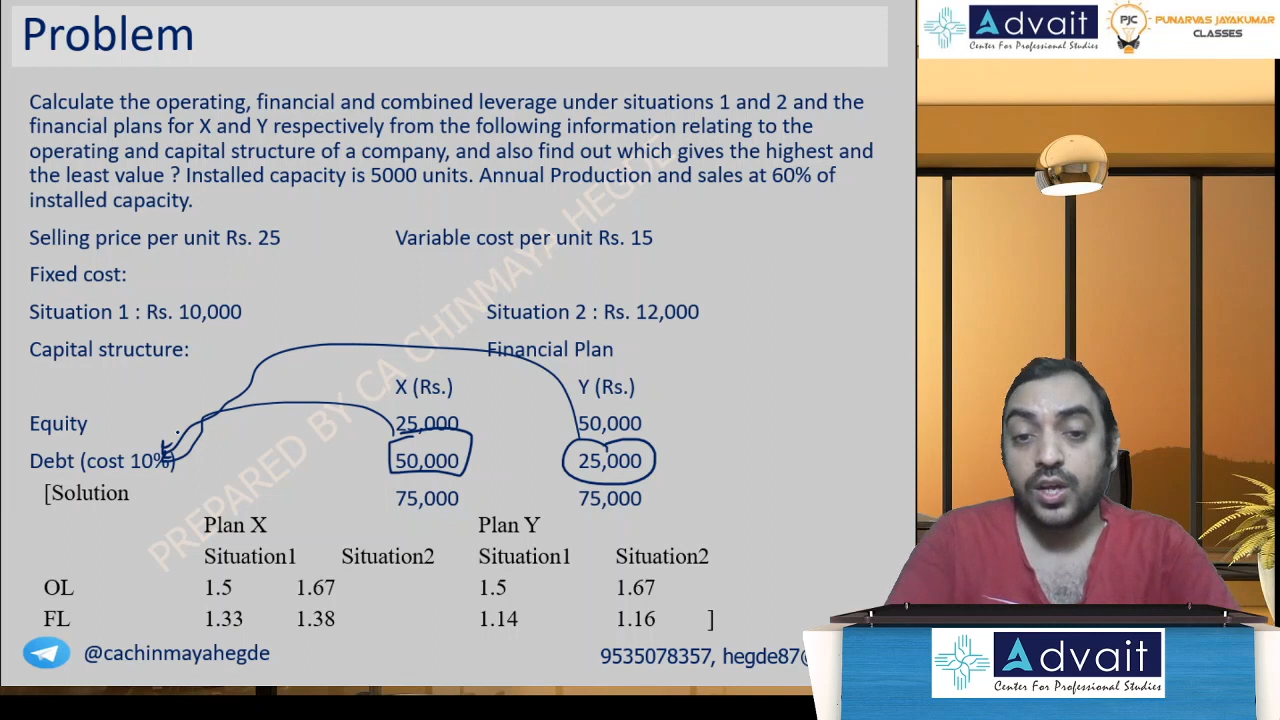 Problem
Advait
Center For Professional Studies
PJC
PUNARVAS JAYAKUMAR
CLASSES
Calculate the operating, financial and combined leverage under situations 1 and 2 and the
financial plans for X and Y respectively from the following information relating to the
operating and capital structure of a company, and also find out which gives the highest and
the least value ? Installed capacity is 5000 units. Annual Production and sales at 60% of
installed capacity.
Selling price per unit Rs. 25 Variable cost per unit Rs. 15
Fixed cost:
Situation 1 : Rs. 10,000 Situation 2 : Rs. 12,000
Capital structure: Financial Plan
X (Rs.) Y (Rs.)
Equity 25,000 50,000
Debt (cost 10%) 50,000 25,000
[Solution 75,000 75,000
Plan X Plan Y
Situation1 Situation2 Situation1 Situation2
OL 1.5 1.67 1.5 1.67
FL 1.33 1.38 1.14 1.16 ]
PREPARED BY CA CHINMAYA HEGDE
@cachinmayahegde 9535078357, hegde87@
Advait
Center For Professional Studies